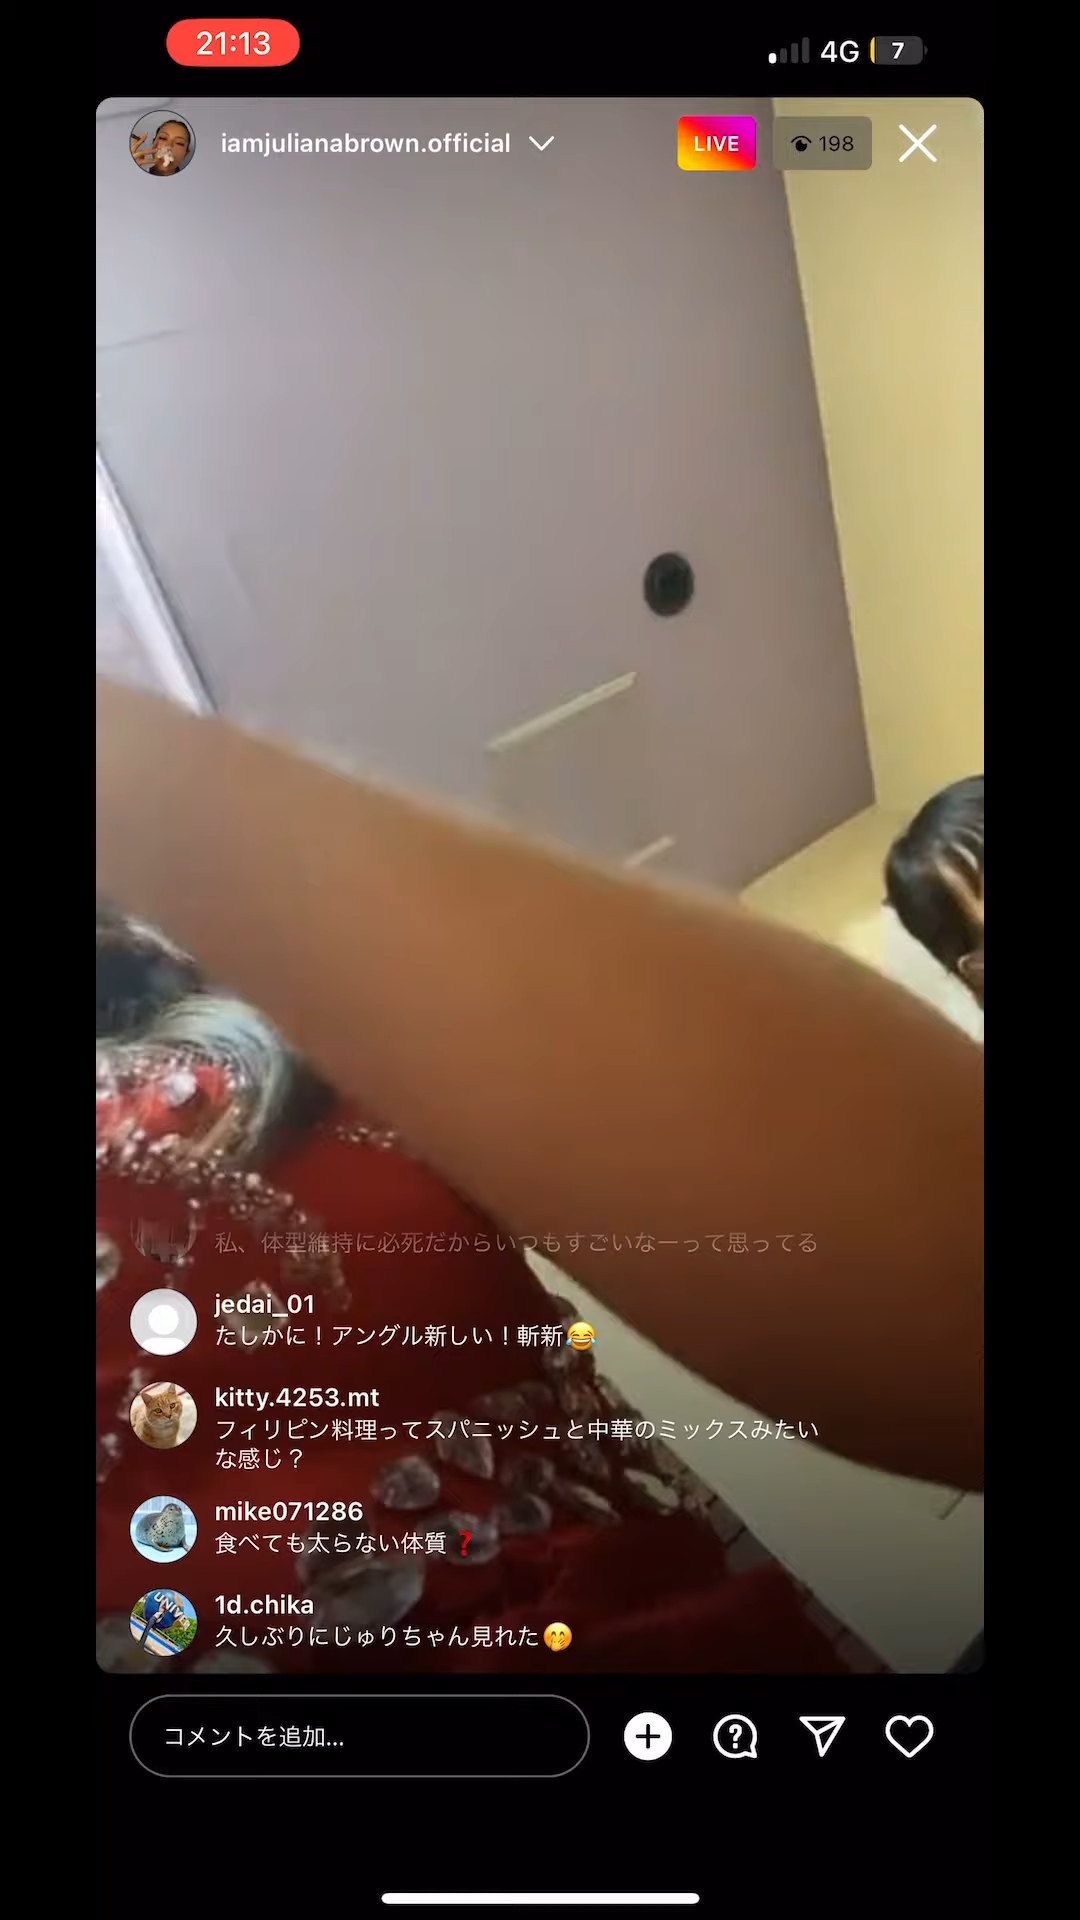 21:13
4G
7
iamjulianabrown.official
LIVE
198
私、体型維持に必死だからいつもすごいなーって思ってる
jedai_01
たしかに！アングル新しい！斬新😂
kitty.4253.mt
フィリピン料理ってスパニッシュと中華のミックスみたい
な感じ？
mike071286
食べても太らない体質❓
1d.chika
久しぶりにじゅりちゃん見れた🤭
コメントを追加...